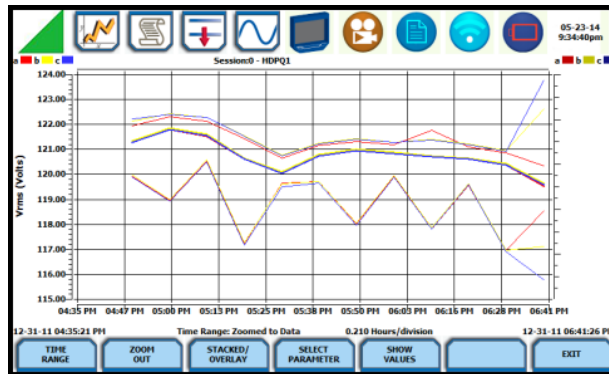 05-23-14
9:34:40pm
a b c Session:0 - HDPQ1 a b c
124.00
123.00
122.00
121.00
120.00
119.00
118.00
117.00
116.00
115.00
Vrms (Volts)
04:35 PM 04:47 PM 05:00 PM 05:13 PM 05:25 PM 05:38 PM 05:50 PM 06:03 PM 06:16 PM 06:28 PM 06:41 PM
12-31-11 04:35:21 PM Time Range: Zoomed to Data 0.210 Hours/division 12-31-11 06:41:26 PM
TIME RANGE
ZOOM OUT
STACKED/ OVERLAY
SELECT PARAMETER
SHOW VALUES
EXIT